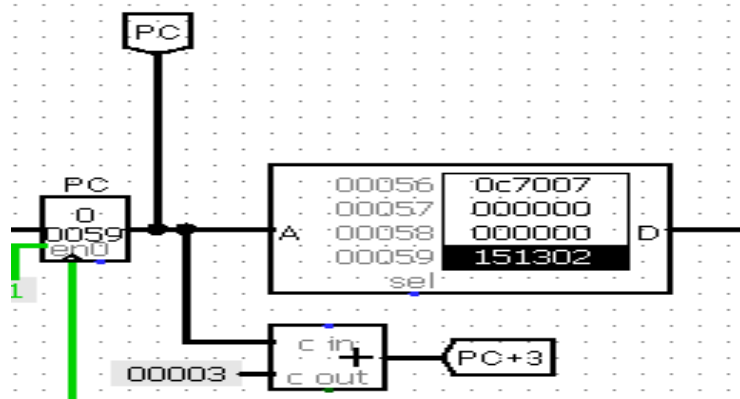 PC
PC
0
0059
en0
1
A
00056 0c7007
00057 000000
00058 000000
00059 151302
D
sel
c in
+
c out
00003
PC+3